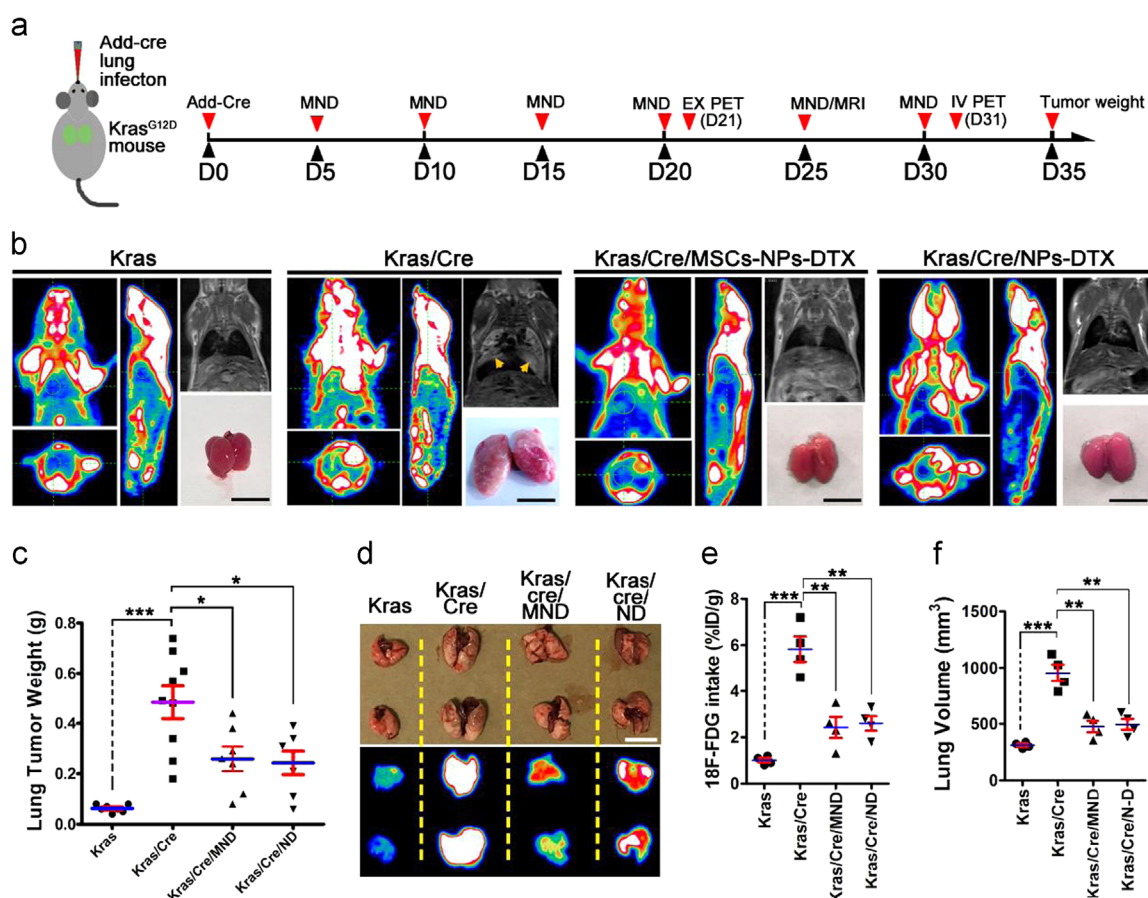 a
Add-cre
lung
infecton
Kras^G12D
mouse
Add-Cre
MND
MND
MND
MND
EX PET
(D21)
MND/MRI
MND
IV PET
(D31)
Tumor weight
D0
D5
D10
D15
D20
D25
D30
D35
b
Kras
Kras/Cre
Kras/Cre/MSCs-NPs-DTX
Kras/Cre/NPs-DTX
c
Lung Tumor Weight (g)
0.8
0.6
0.4
0.2
0.0
***
*
*
Kras
Kras/Cre
Kras/Cre/MND
Kras/Cre/ND
d
Kras
Kras/
Cre
Kras/
cre/
MND
Kras/
cre/
ND
e
18F-FDG intake (%ID/g)
8
6
4
2
0
***
**
**
Kras
Kras/Cre
Kras/Cre/MND
Kras/Cre/ND
f
Lung Volume (mm³)
1500
1000
500
0
***
**
**
Kras
Kras/Cre
Kras/Cre/MND
Kras/Cre/N-D